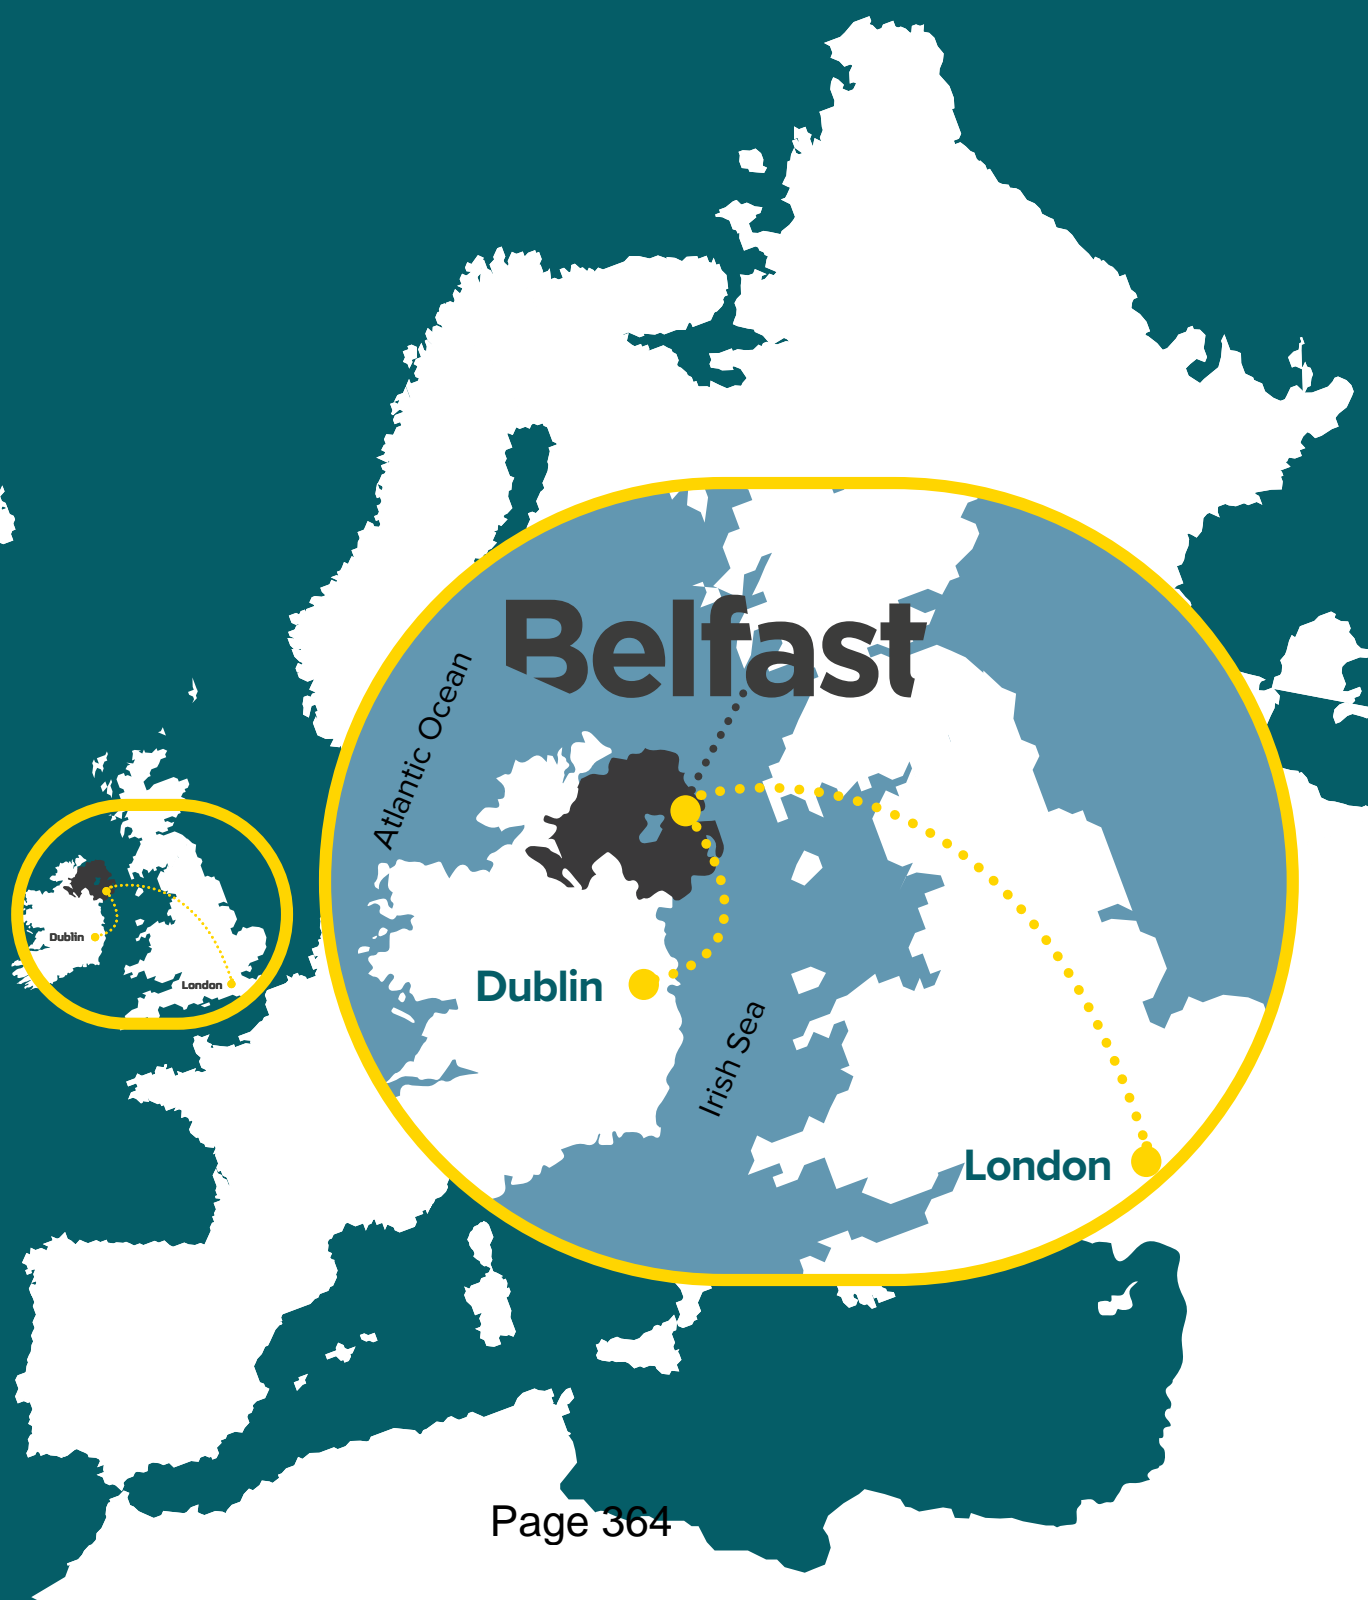 Belfast
Atlantic Ocean
Dublin
London
Dublin
Irish Sea
London
Page 364